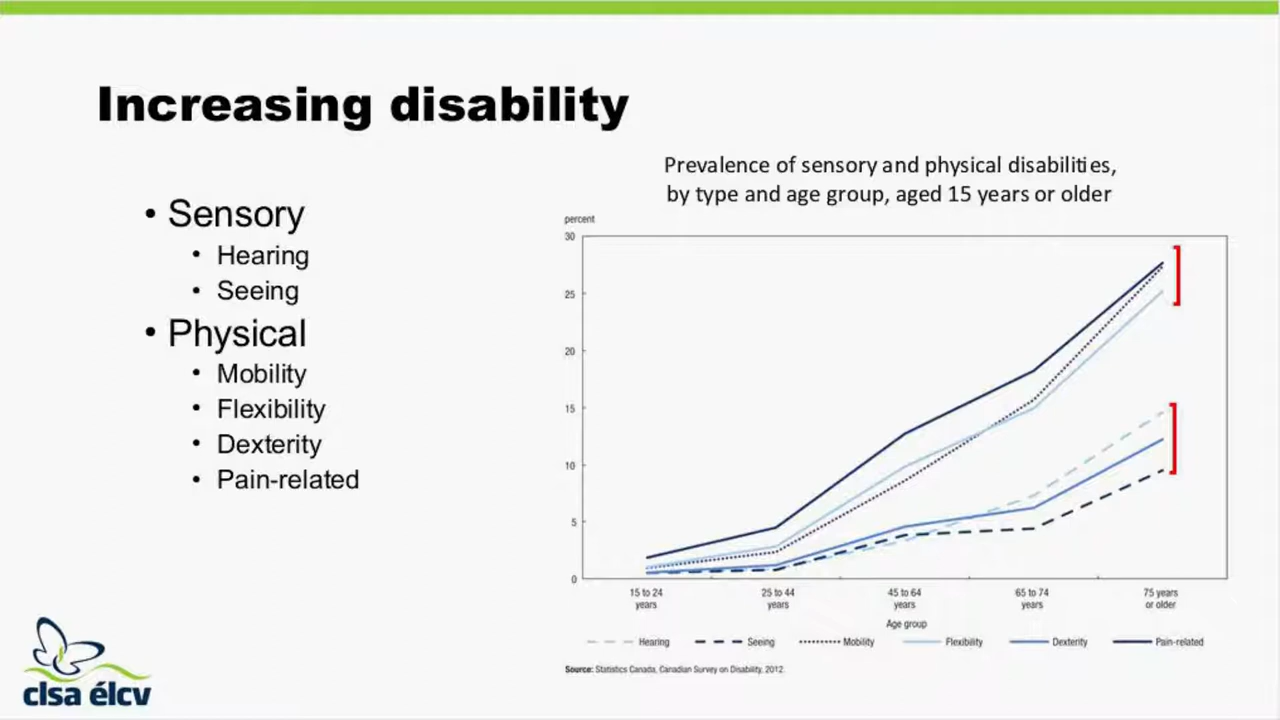 Increasing disability
• Sensory
• Hearing
• Seeing
• Physical
• Mobility
• Flexibility
• Dexterity
• Pain-related
Prevalence of sensory and physical disabilities,
by type and age group, aged 15 years or older
percent
30
25
20
15
10
5
0
15 to 24
years
25 to 44
years
45 to 64
years
65 to 74
years
75 years
or older
Age group
Hearing
Seeing
Mobility
Flexibility
Dexterity
Pain-related
Source: Statistics Canada, Canadian Survey on Disability, 2012.
clsa élcv